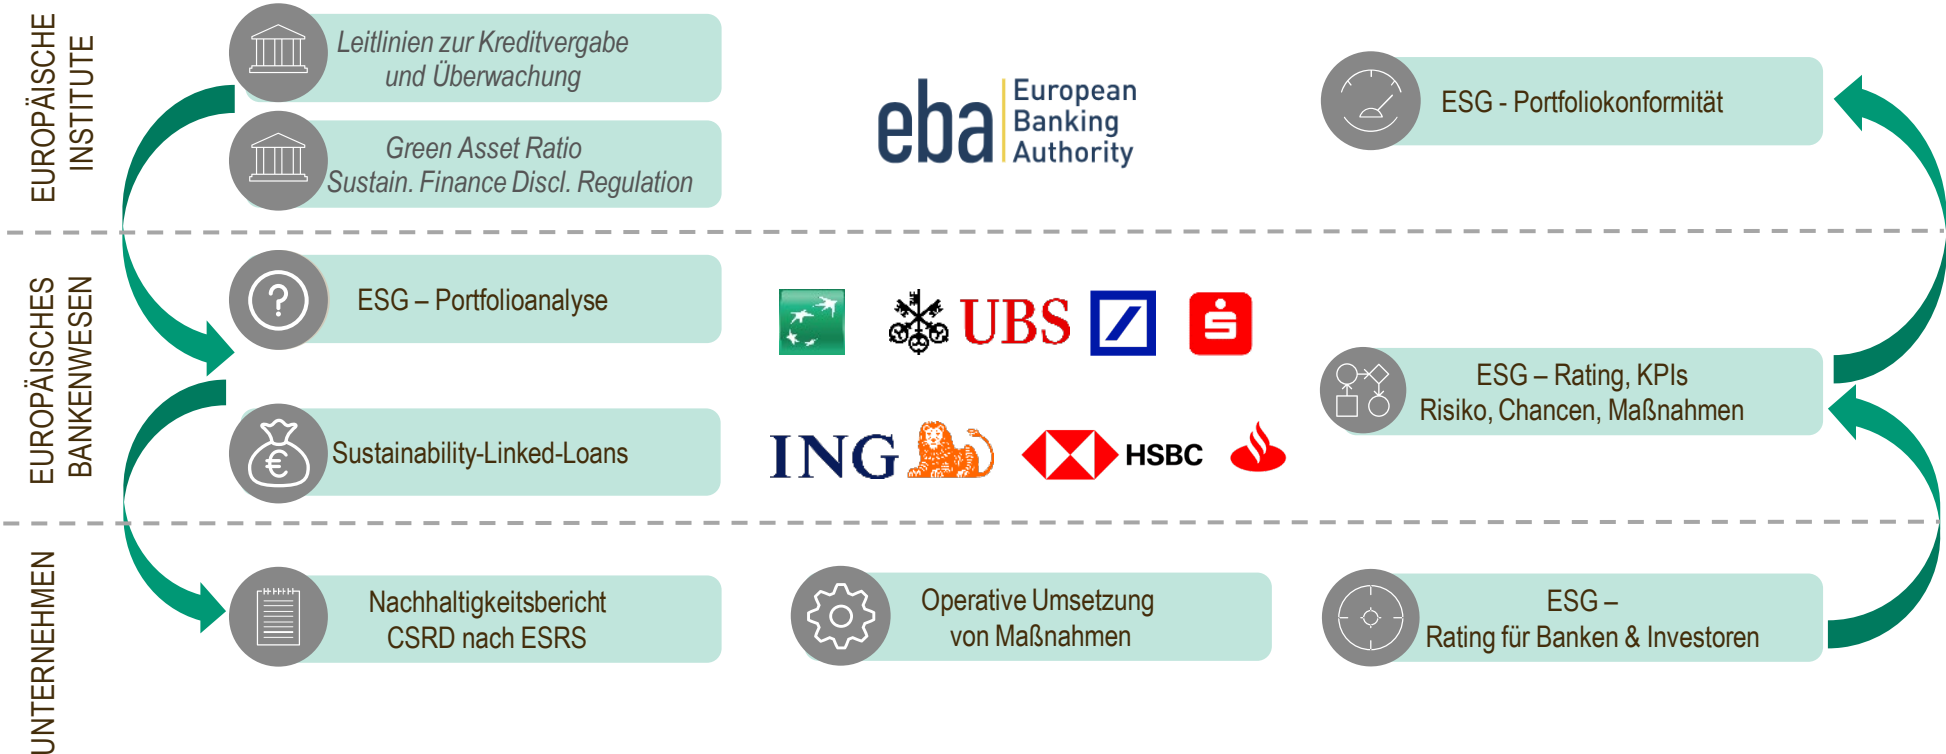 EUROPÄISCHE
INSTITUTE
Leitlinien zur Kreditvergabe
und Überwachung
Green Asset Ratio
Sustain. Finance Discl. Regulation
eba
European
Banking
Authority
ESG - Portfoliokonformität
EUROPÄISCHES
BANKENWESEN
ESG – Portfolioanalyse
Sustainability-Linked-Loans
UBS
ING
HSBC
ESG – Rating, KPIs
Risiko, Chancen, Maßnahmen
UNTERNEHMEN
Nachhaltigkeitsbericht
CSRD nach ESRS
Operative Umsetzung
von Maßnahmen
ESG –
Rating für Banken & Investoren